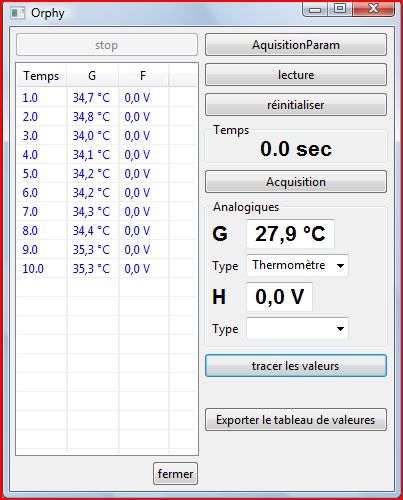 Orphy
stop
Temps G F
1.0 34,7 °C 0,0 V
2.0 34,8 °C 0,0 V
3.0 34,0 °C 0,0 V
4.0 34,1 °C 0,0 V
5.0 34,2 °C 0,0 V
6.0 34,2 °C 0,0 V
7.0 34,3 °C 0,0 V
8.0 34,4 °C 0,0 V
9.0 35,3 °C 0,0 V
10.0 35,3 °C 0,0 V
fermer
AquisitionParam
lecture
réinitialiser
Temps
0.0 sec
Acquisition
Analogiques
G 27,9 °C
Type Thermomètre
H 0,0 V
Type
tracer les valeurs
Exporter le tableau de valeures